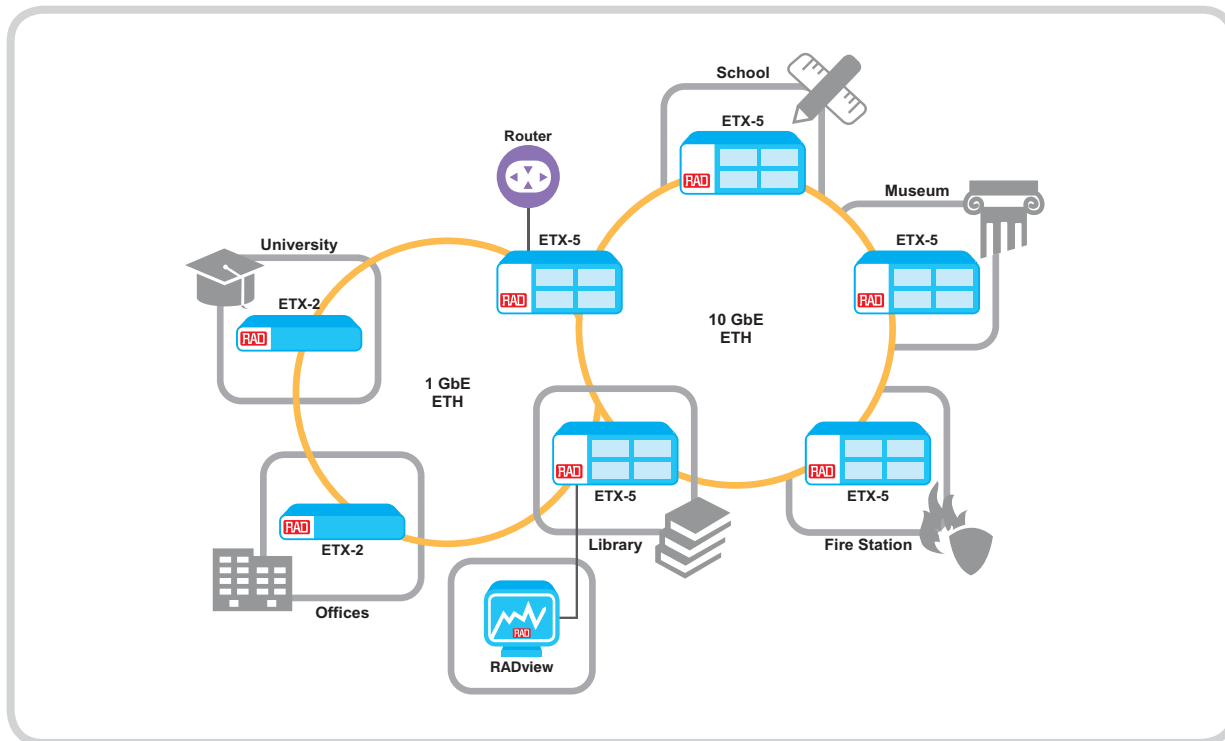 School
ETX-5
RAD
Router
Museum
ETX-5
RAD
ETX-5
RAD
University
ETX-2
RAD
10 GbE
ETH
1 GbE
ETH
RAD
ETX-5
Library
RAD
ETX-5
Fire Station
RAD
ETX-2
Offices
RAD
RADview